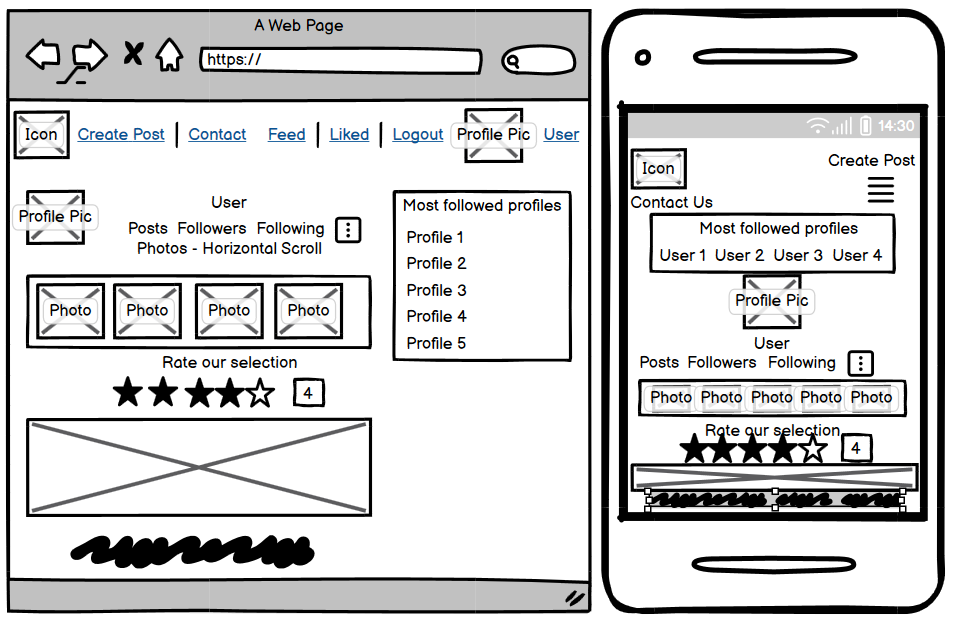 A Web Page
https://
Icon Create Post Contact Feed Liked Logout Profile Pic User
Profile Pic
User
Posts Followers Following
Photos - Horizontal Scroll
Photo Photo Photo Photo
Rate our selection
4
Most followed profiles
Profile 1
Profile 2
Profile 3
Profile 4
Profile 5
14:30
Create Post
Icon
Contact Us
Most followed profiles
User 1 User 2 User 3 User 4
Profile Pic
User
Posts Followers Following
Photo Photo Photo Photo Photo
Rate our selection
4